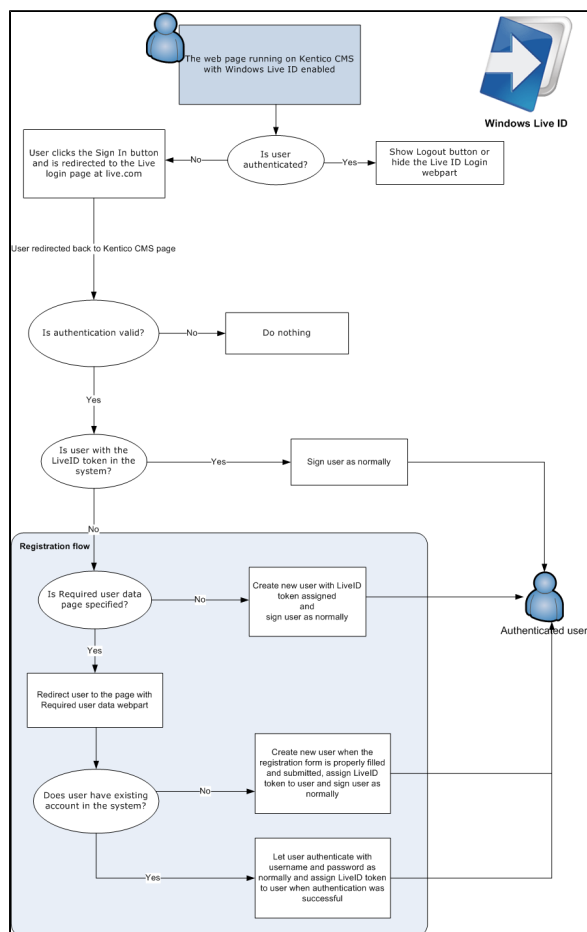 The web page running on Kentico CMS
with Windows Live ID enabled
Windows Live ID
User clicks the Sign In button
and is redirected to the Live
login page at live.com
No
Is user
authenticated?
Yes
Show Logout button or
hide the Live ID Login
webpart
User redirected back to Kentico CMS page
Is authentication valid?
No
Do nothing
Yes
Is user with the
LiveID token in the
system?
Yes
Sign user as normally
No
Registration flow
Is Required user data
page specified?
No
Create new user with LiveID
token assigned
and
sign user as normally
Authenticated user
Yes
Redirect user to the page with
Required user data webpart
Does user have existing
account in the system?
No
Create new user when the
registration form is properly filled
and submitted, assign LiveID
token to user and sign user as
normally
Yes
Let user authenticate with
username and password as
normally and assign LiveID token
to user when authentication was
successful